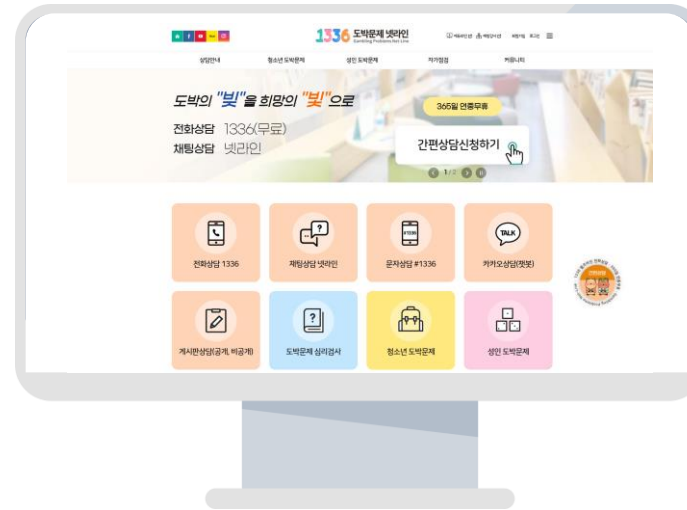 1336 도박문제 넷라인
Gambling Problems Net-Line
상담안내 청소년 도박문제 성인 도박문제 자가점검 커뮤니티
도박의 "빚"을 희망의 "빛"으로
전화상담 1336(무료)
채팅상담 넷라인
365일 연중무휴
간편상담신청하기
1/2
전화상담 1336
채팅상담 넷라인
#1336
문자상담 #1336
TALK
카카오상담(챗봇)
게시판상담(공개, 비공개)
도박문제 심리검사
청소년 도박문제
성인 도박문제